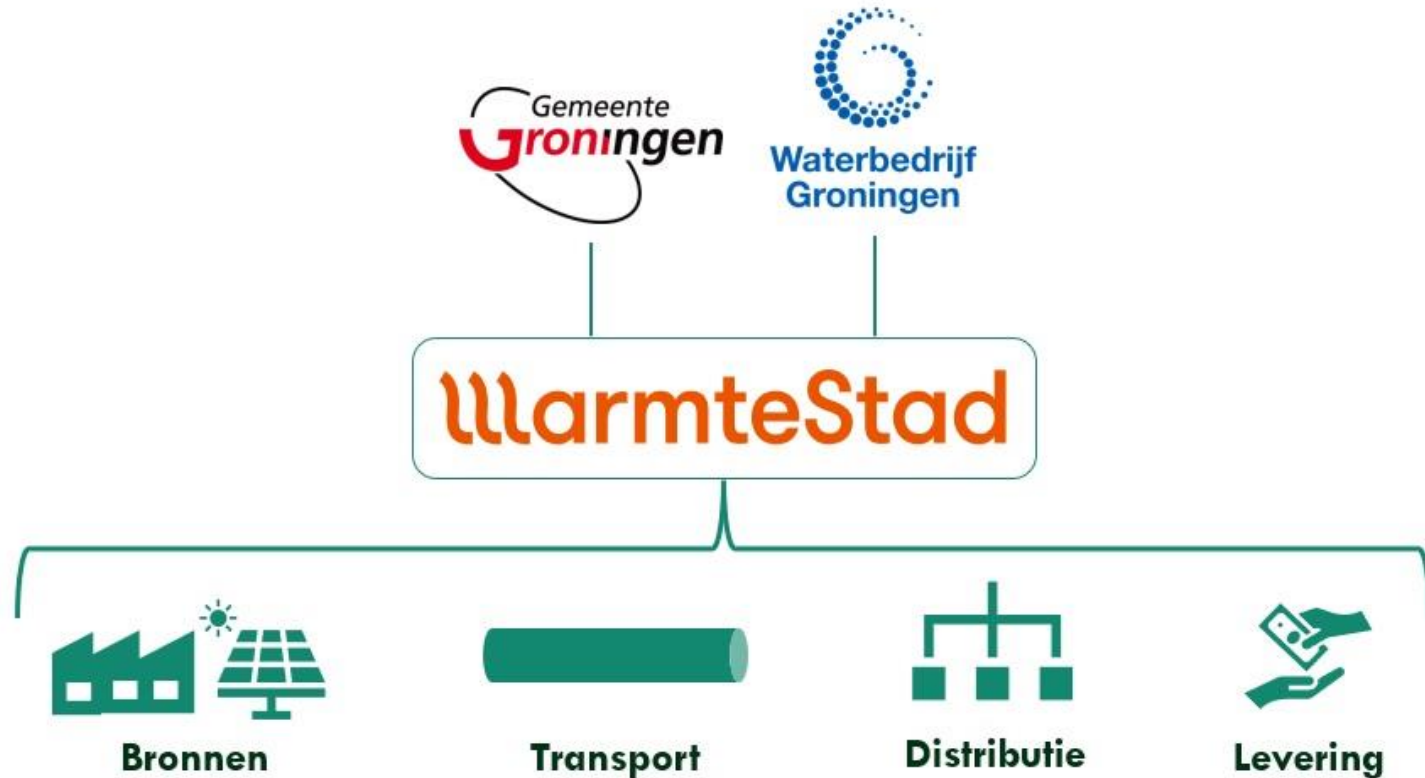 Gemeente
Groningen
Waterbedrijf
Groningen
WarmteStad
Bronnen
Transport
Distributie
Levering